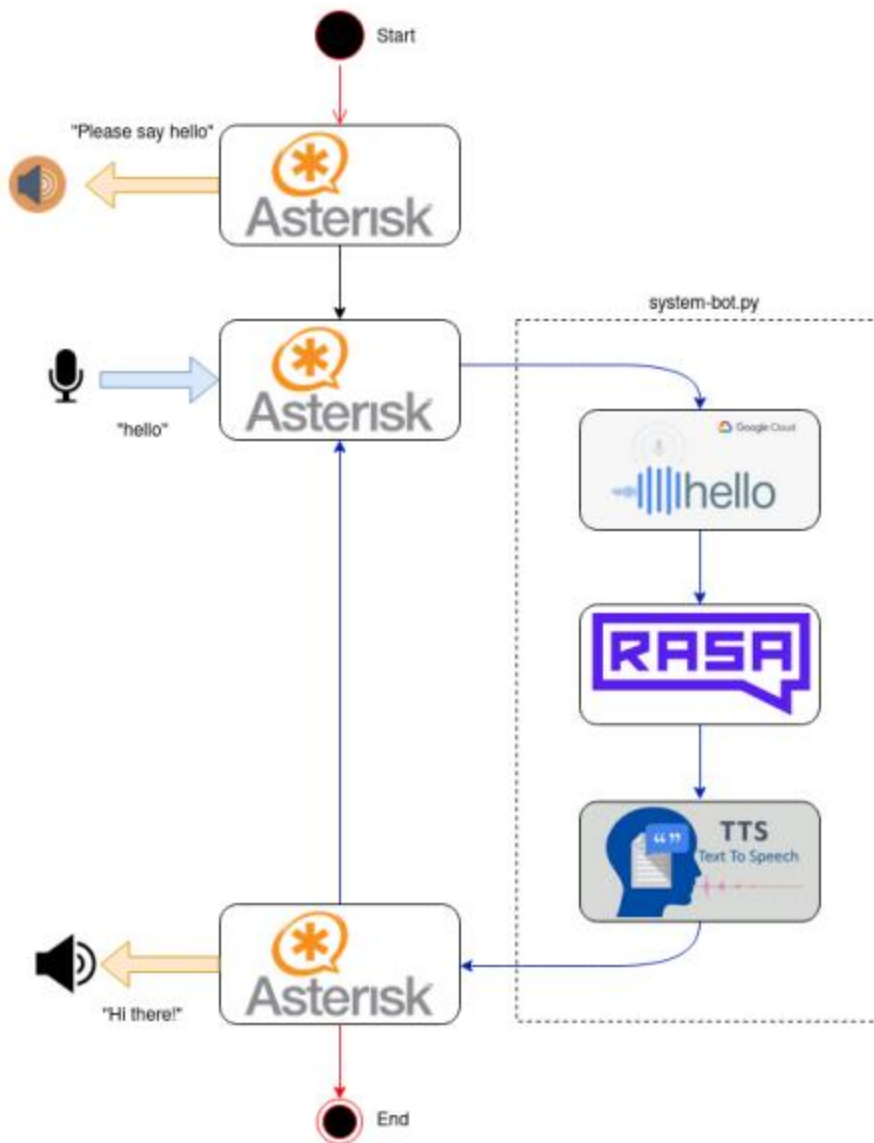 Start
"Please say hello"
Asterisk
system-bot.py
Asterisk
"hello"
Google Cloud
hello
RASA
“ ”
TTS
Text To Speech
Asterisk
"Hi there!"
End